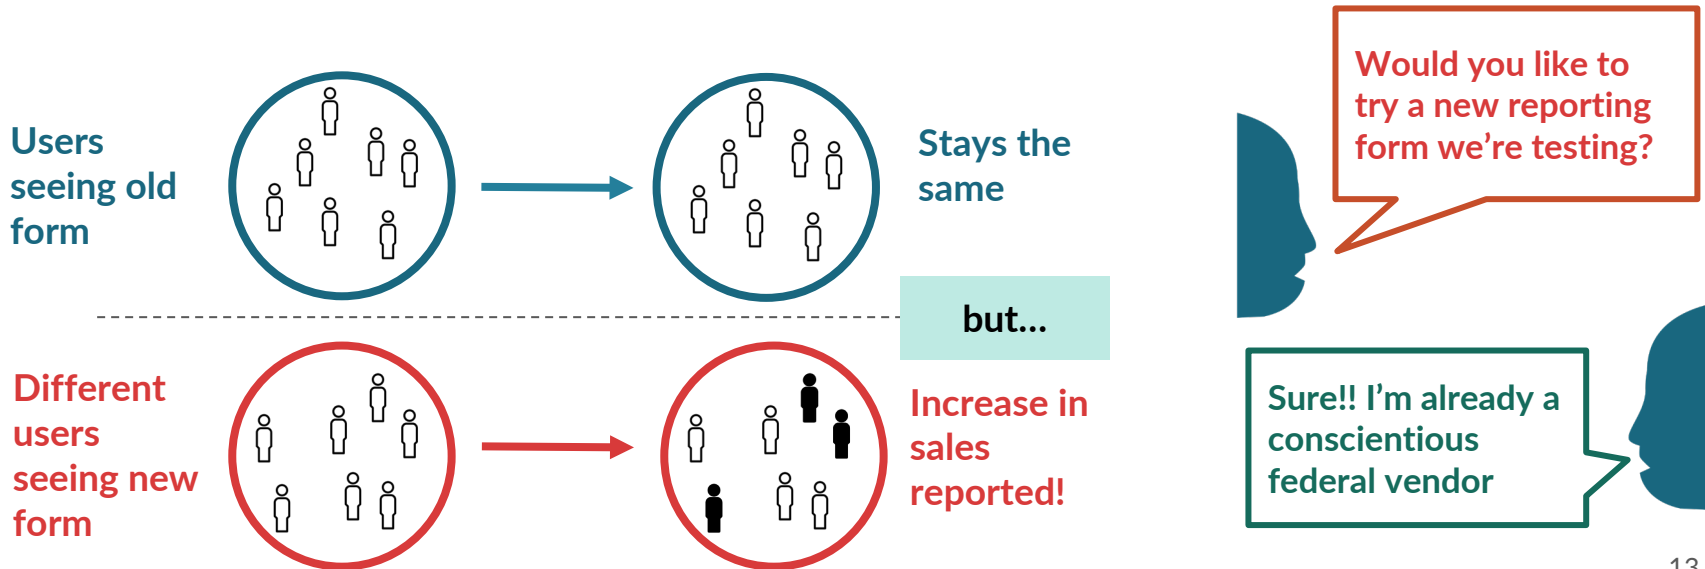 Users
seeing old
form
Stays the
same
but...
Different
users
seeing new
form
Increase in
sales
reported!
Would you like to
try a new reporting
form we’re testing?
Sure!! I’m already a
conscientious
federal vendor
13